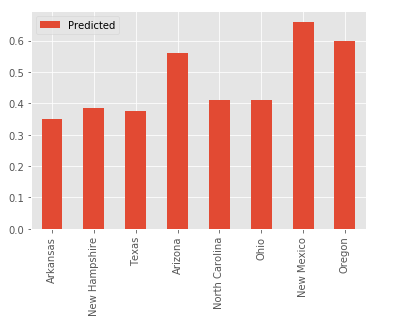 Predicted
0.6
0.5
0.4
0.3
0.2
0.1
0.0
Arkansas
New Hampshire
Texas
Arizona
North Carolina
Ohio
New Mexico
Oregon